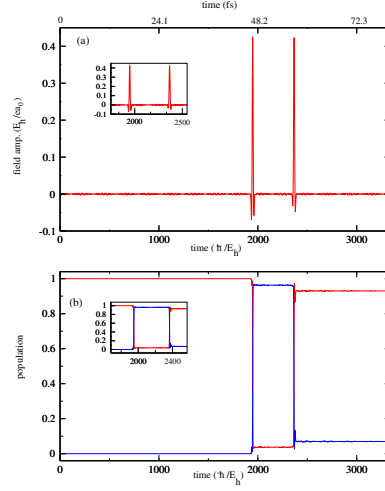 time (fs)
0 24.1 48.2 72.3
(a)
field amp. (E_h/ea_0)
0.4
0.3
0.2
0.1
0
-0.1
0.4
0.3
0.2
0.1
0
-0.1
2000 2500
0 1000 2000 3000
time (ħ/E_h)
(b)
population
1
0.8
0.6
0.4
0.2
0
1
0.8
0.6
0.4
0.2
0
2000 2400
0 1000 2000 3000
time (ħ/E_h)